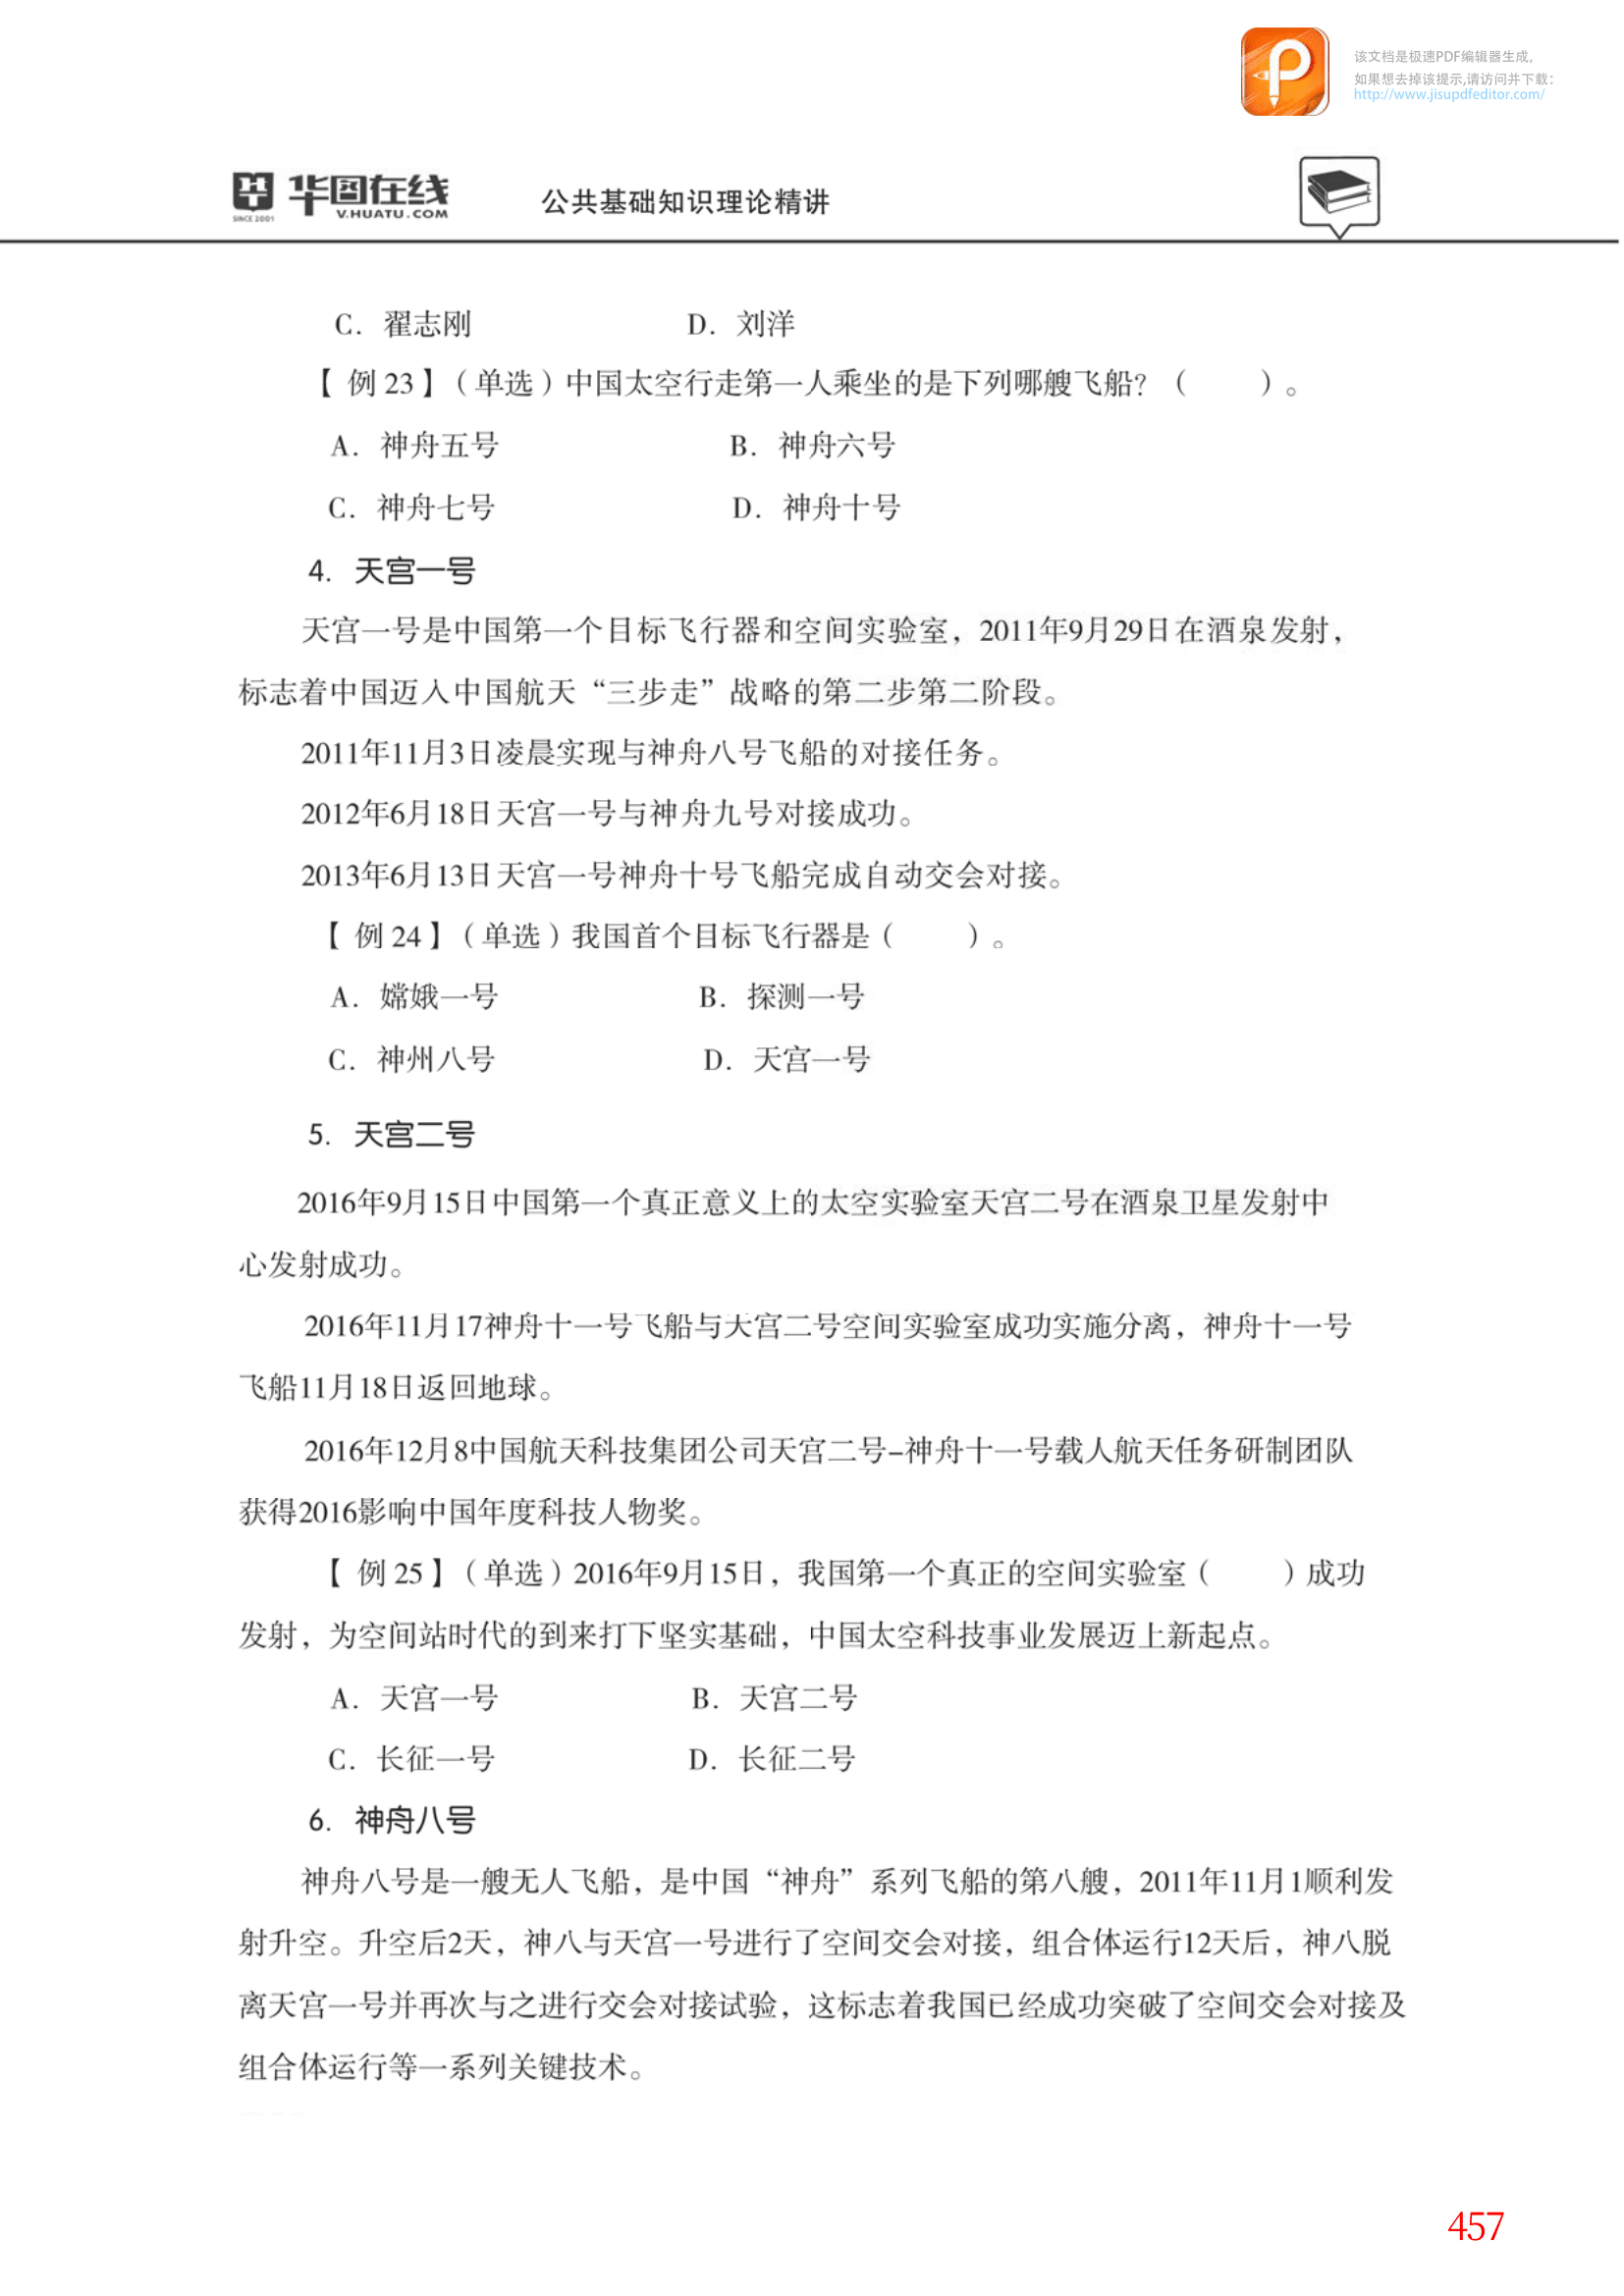 该文档是极速PDF编辑器生成,
如果想去掉该提示,请访问并下载:
http://www.jisupdfeditor.com/
华图在线
SINCE 2001
V.HUATU.COM
公共基础知识理论精讲
C. 翟志刚 D. 刘洋
【 例 23 】（单选）中国太空行走第一人乘坐的是下列哪艘飞船？（ ）。
A. 神舟五号 B. 神舟六号
C. 神舟七号 D. 神舟十号
4. 天宫一号
天宫一号是中国第一个目标飞行器和空间实验室，2011年9月29日在酒泉发射，
标志着中国迈入中国航天“三步走”战略的第二步第二阶段。
2011年11月3日凌晨实现与神舟八号飞船的对接任务。
2012年6月18日天宫一号与神舟九号对接成功。
2013年6月13日天宫一号神舟十号飞船完成自动交会对接。
【 例 24 】（单选）我国首个目标飞行器是（ ）。
A. 嫦娥一号 B. 探测一号
C. 神州八号 D. 天宫一号
5. 天宫二号
2016年9月15日中国第一个真正意义上的太空实验室天宫二号在酒泉卫星发射中
心发射成功。
2016年11月17神舟十一号飞船与天宫二号空间实验室成功实施分离，神舟十一号
飞船11月18日返回地球。
2016年12月8中国航天科技集团公司天宫二号–神舟十一号载人航天任务研制团队
获得2016影响中国年度科技人物奖。
【 例 25 】（单选）2016年9月15日，我国第一个真正的空间实验室（ ）成功
发射，为空间站时代的到来打下坚实基础，中国太空科技事业发展迈上新起点。
A. 天宫一号 B. 天宫二号
C. 长征一号 D. 长征二号
6. 神舟八号
神舟八号是一艘无人飞船，是中国“神舟”系列飞船的第八艘，2011年11月1顺利发
射升空。升空后2天，神八与天宫一号进行了空间交会对接，组合体运行12天后，神八脱
离天宫一号并再次与之进行交会对接试验，这标志着我国已经成功突破了空间交会对接及
组合体运行等一系列关键技术。
457